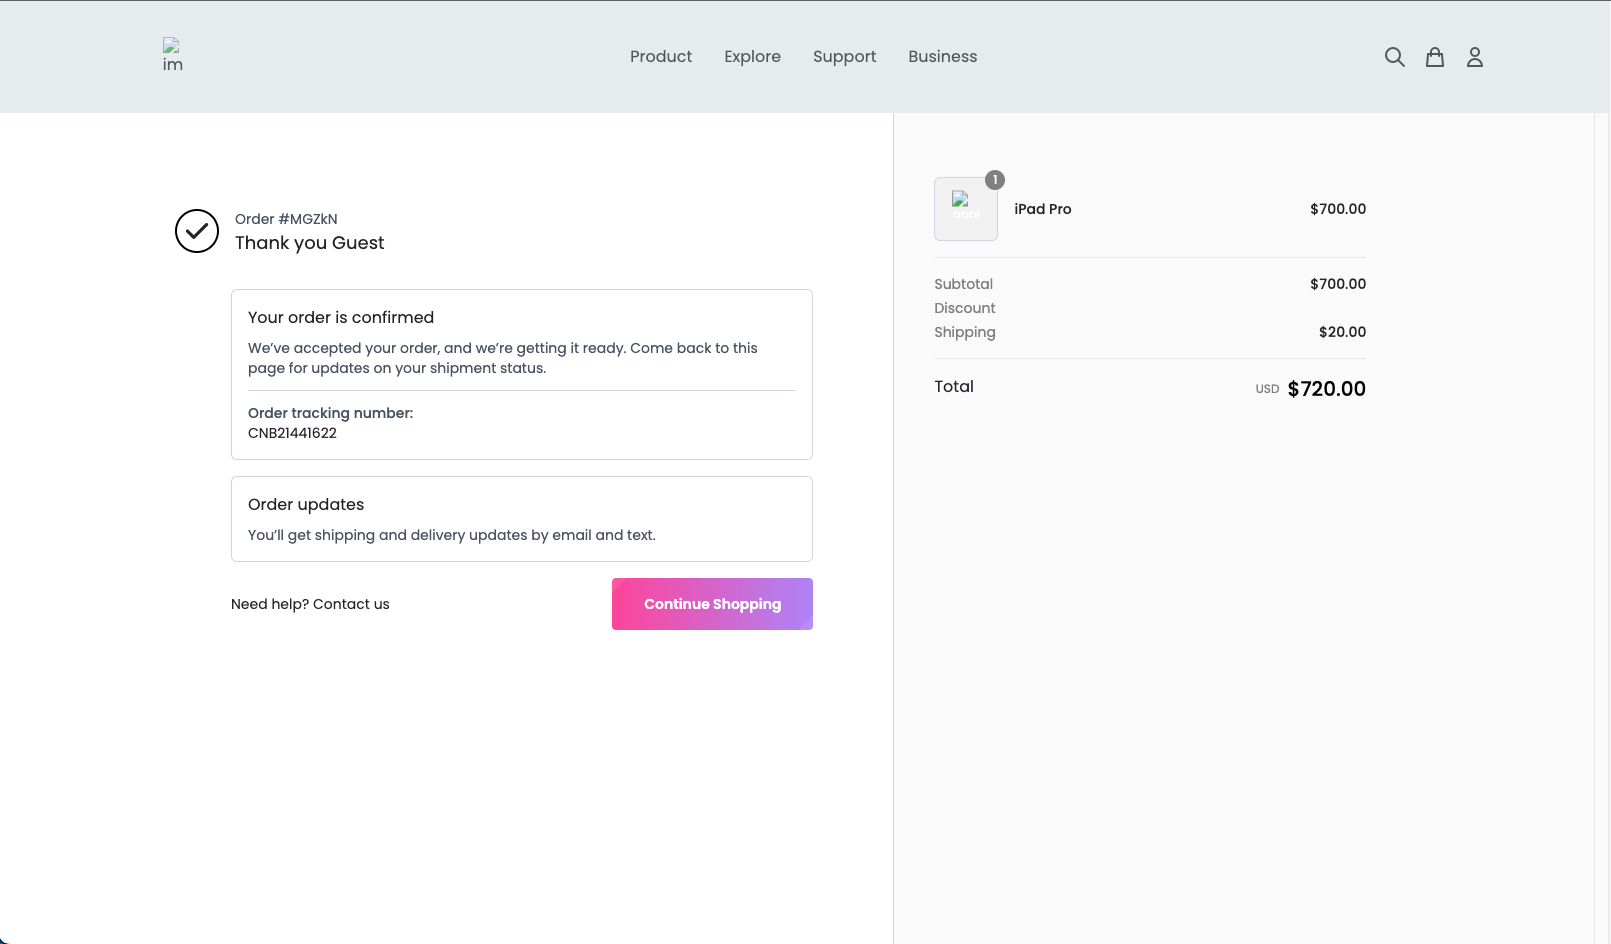 im
Product
Explore
Support
Business
Order #MGZkN
Thank you Guest
Your order is confirmed
We’ve accepted your order, and we’re getting it ready. Come back to this
page for updates on your shipment status.
Order tracking number:
CNB21441622
Order updates
You’ll get shipping and delivery updates by email and text.
Need help? Contact us
Continue Shopping
1
iPad Pro
$700.00
Subtotal
$700.00
Discount
Shipping
$20.00
Total
USD $720.00